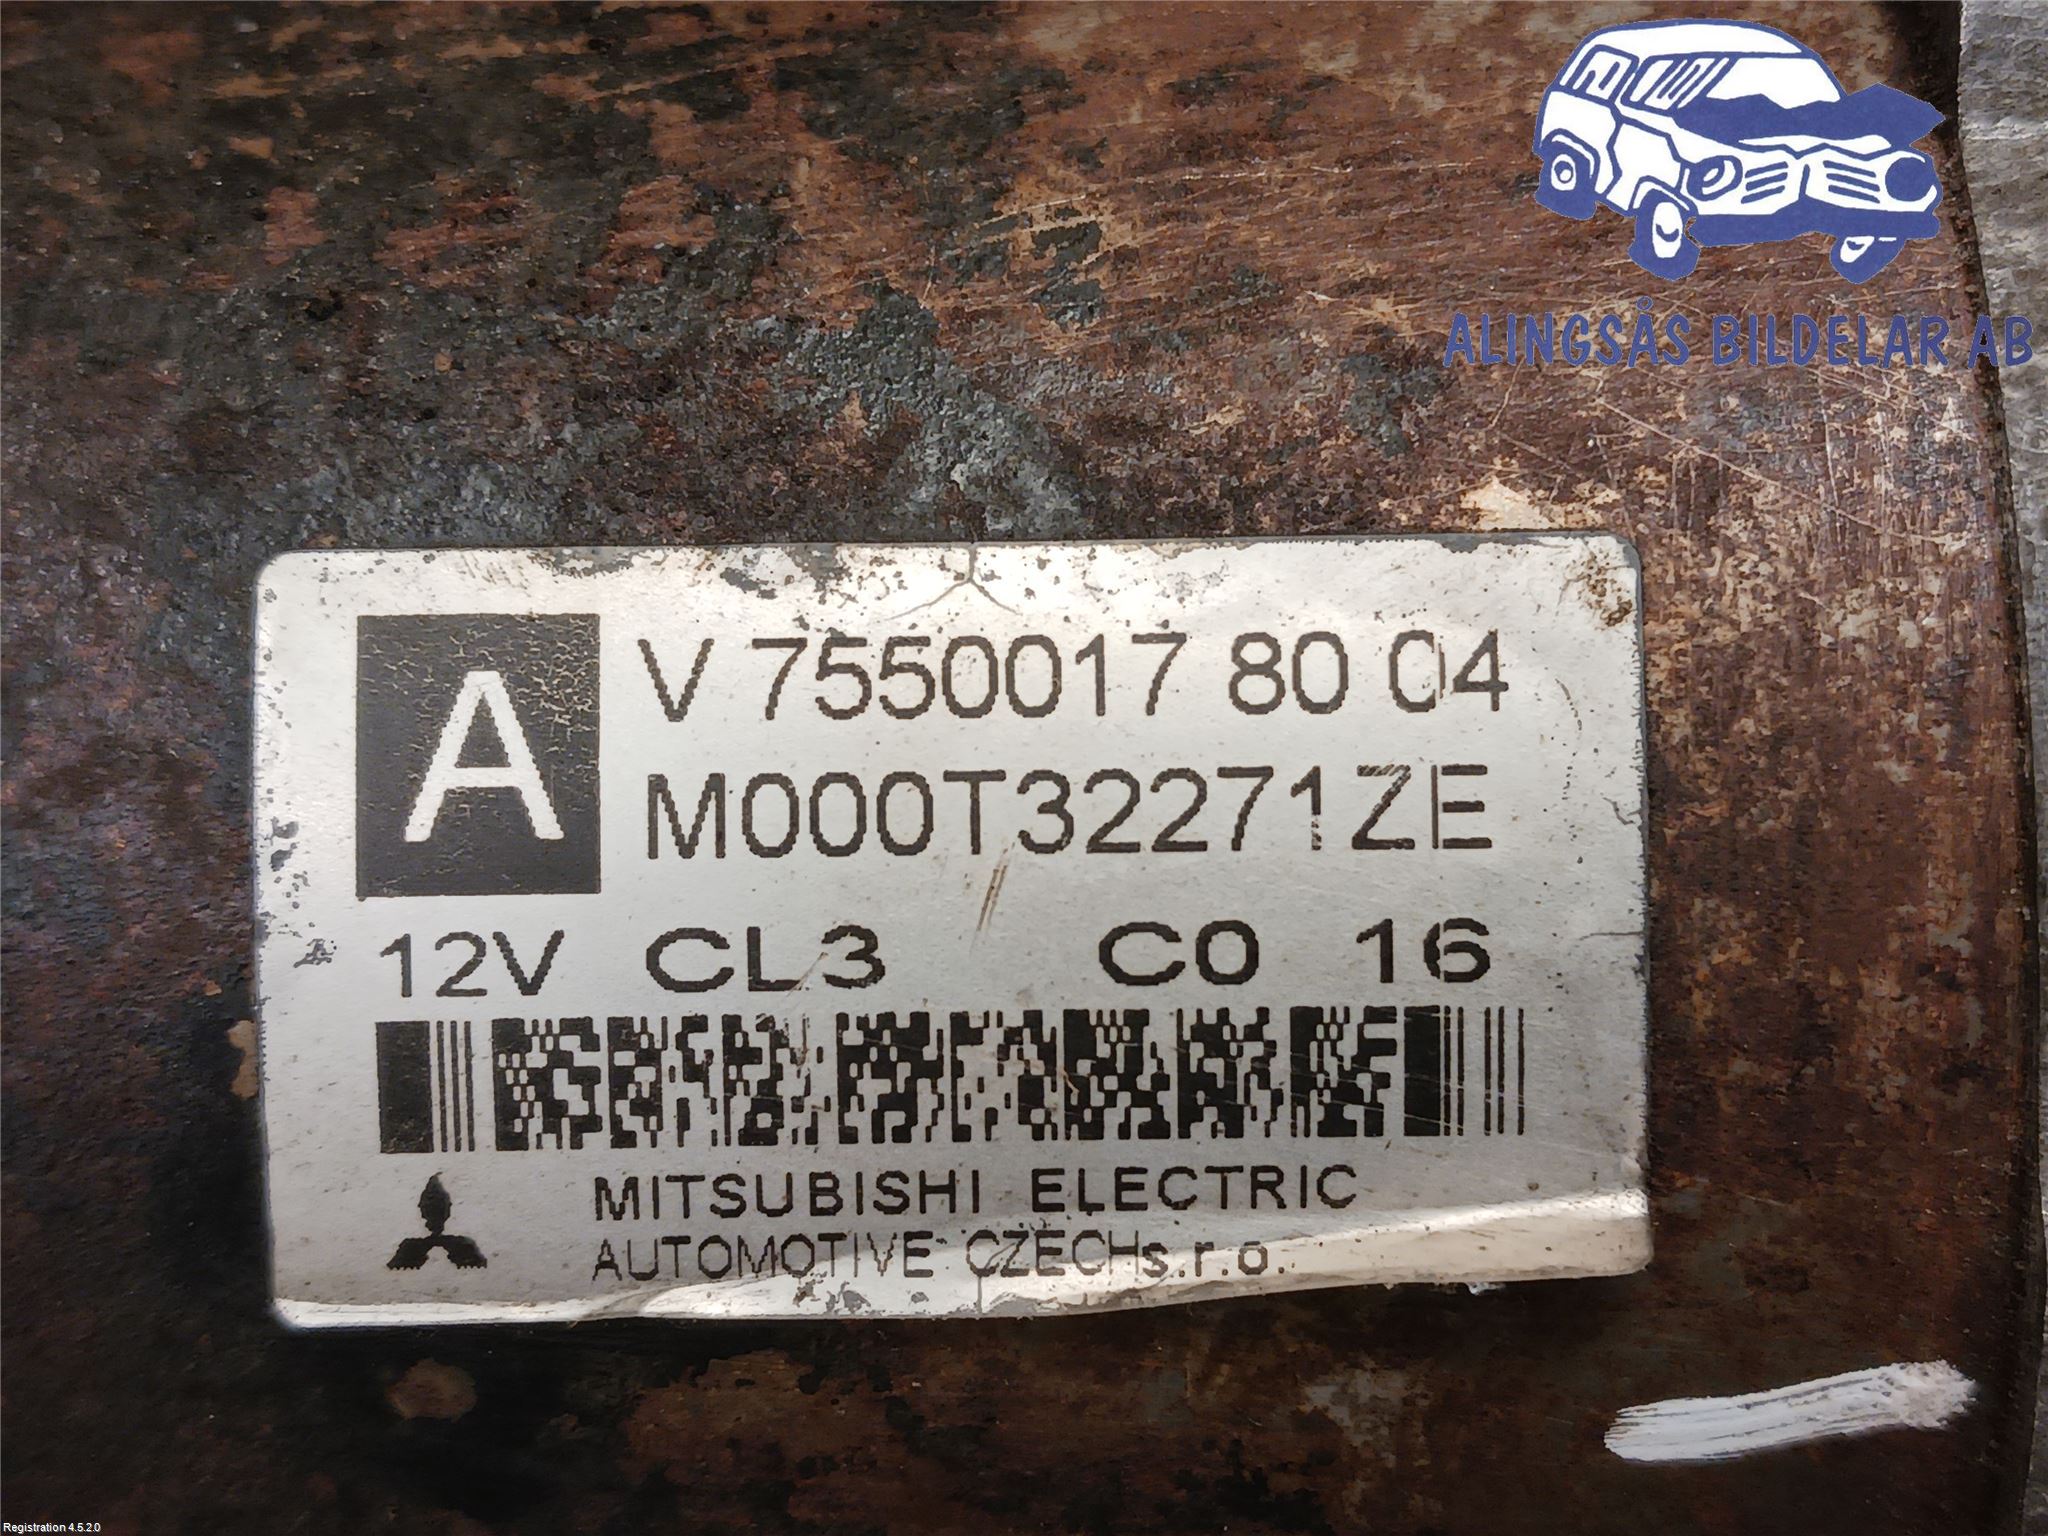 ALINGSÅS BILDELAR AB
A
V 7550017 80 04
M000T32271ZE
12V CL3 C0 16
MITSUBISHI ELECTRIC
AUTOMOTIVE CZECH s.r.o.
Registration 4.5.2.0